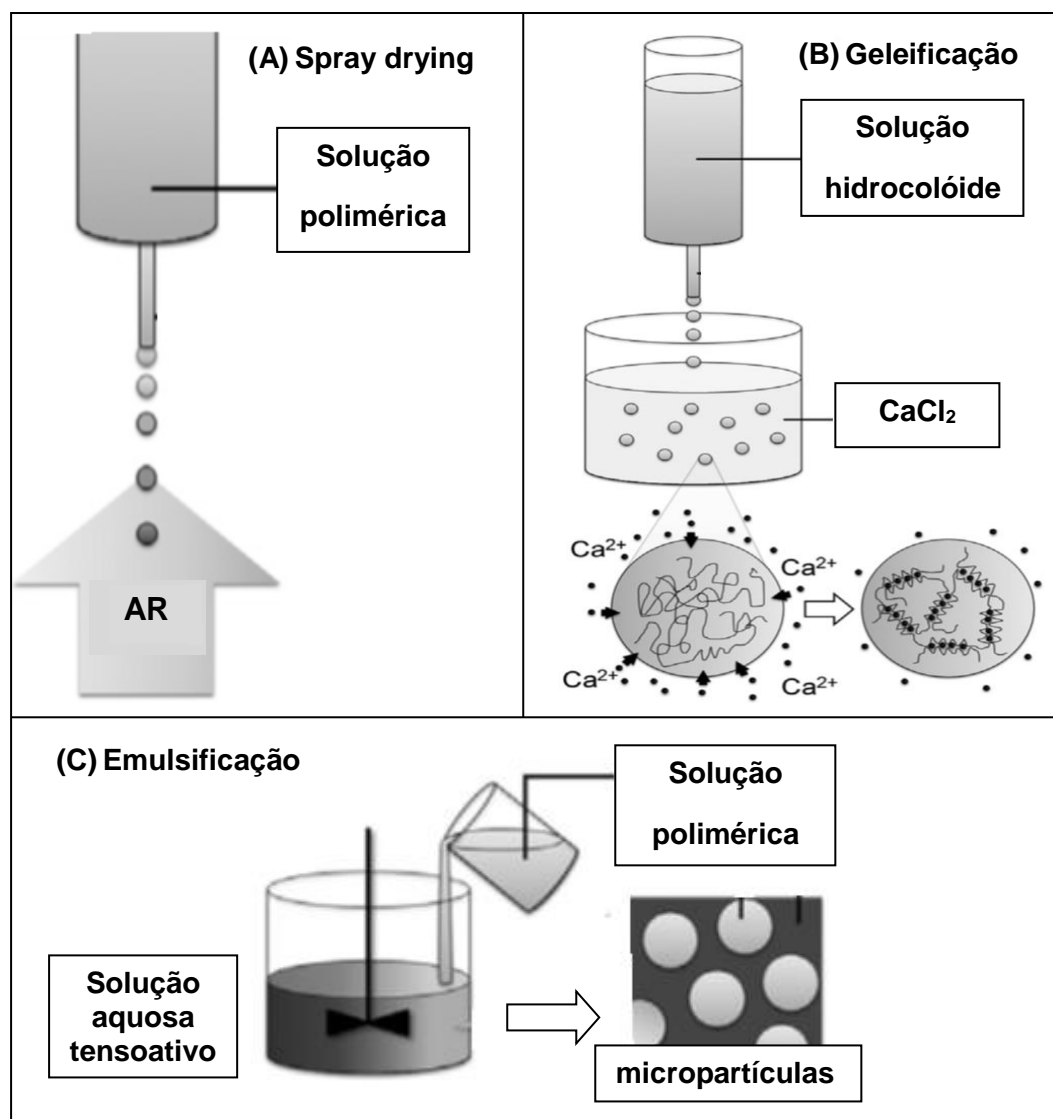 (A) Spray drying
Solução
polimérica
AR
(B) Geleificação
Solução
hidrocolóide
CaCl₂
Ca²⁺
Ca²⁺
Ca²⁺
Ca²⁺
(C) Emulsificação
Solução
polimérica
Solução
aquosa
tensoativo
micropartículas